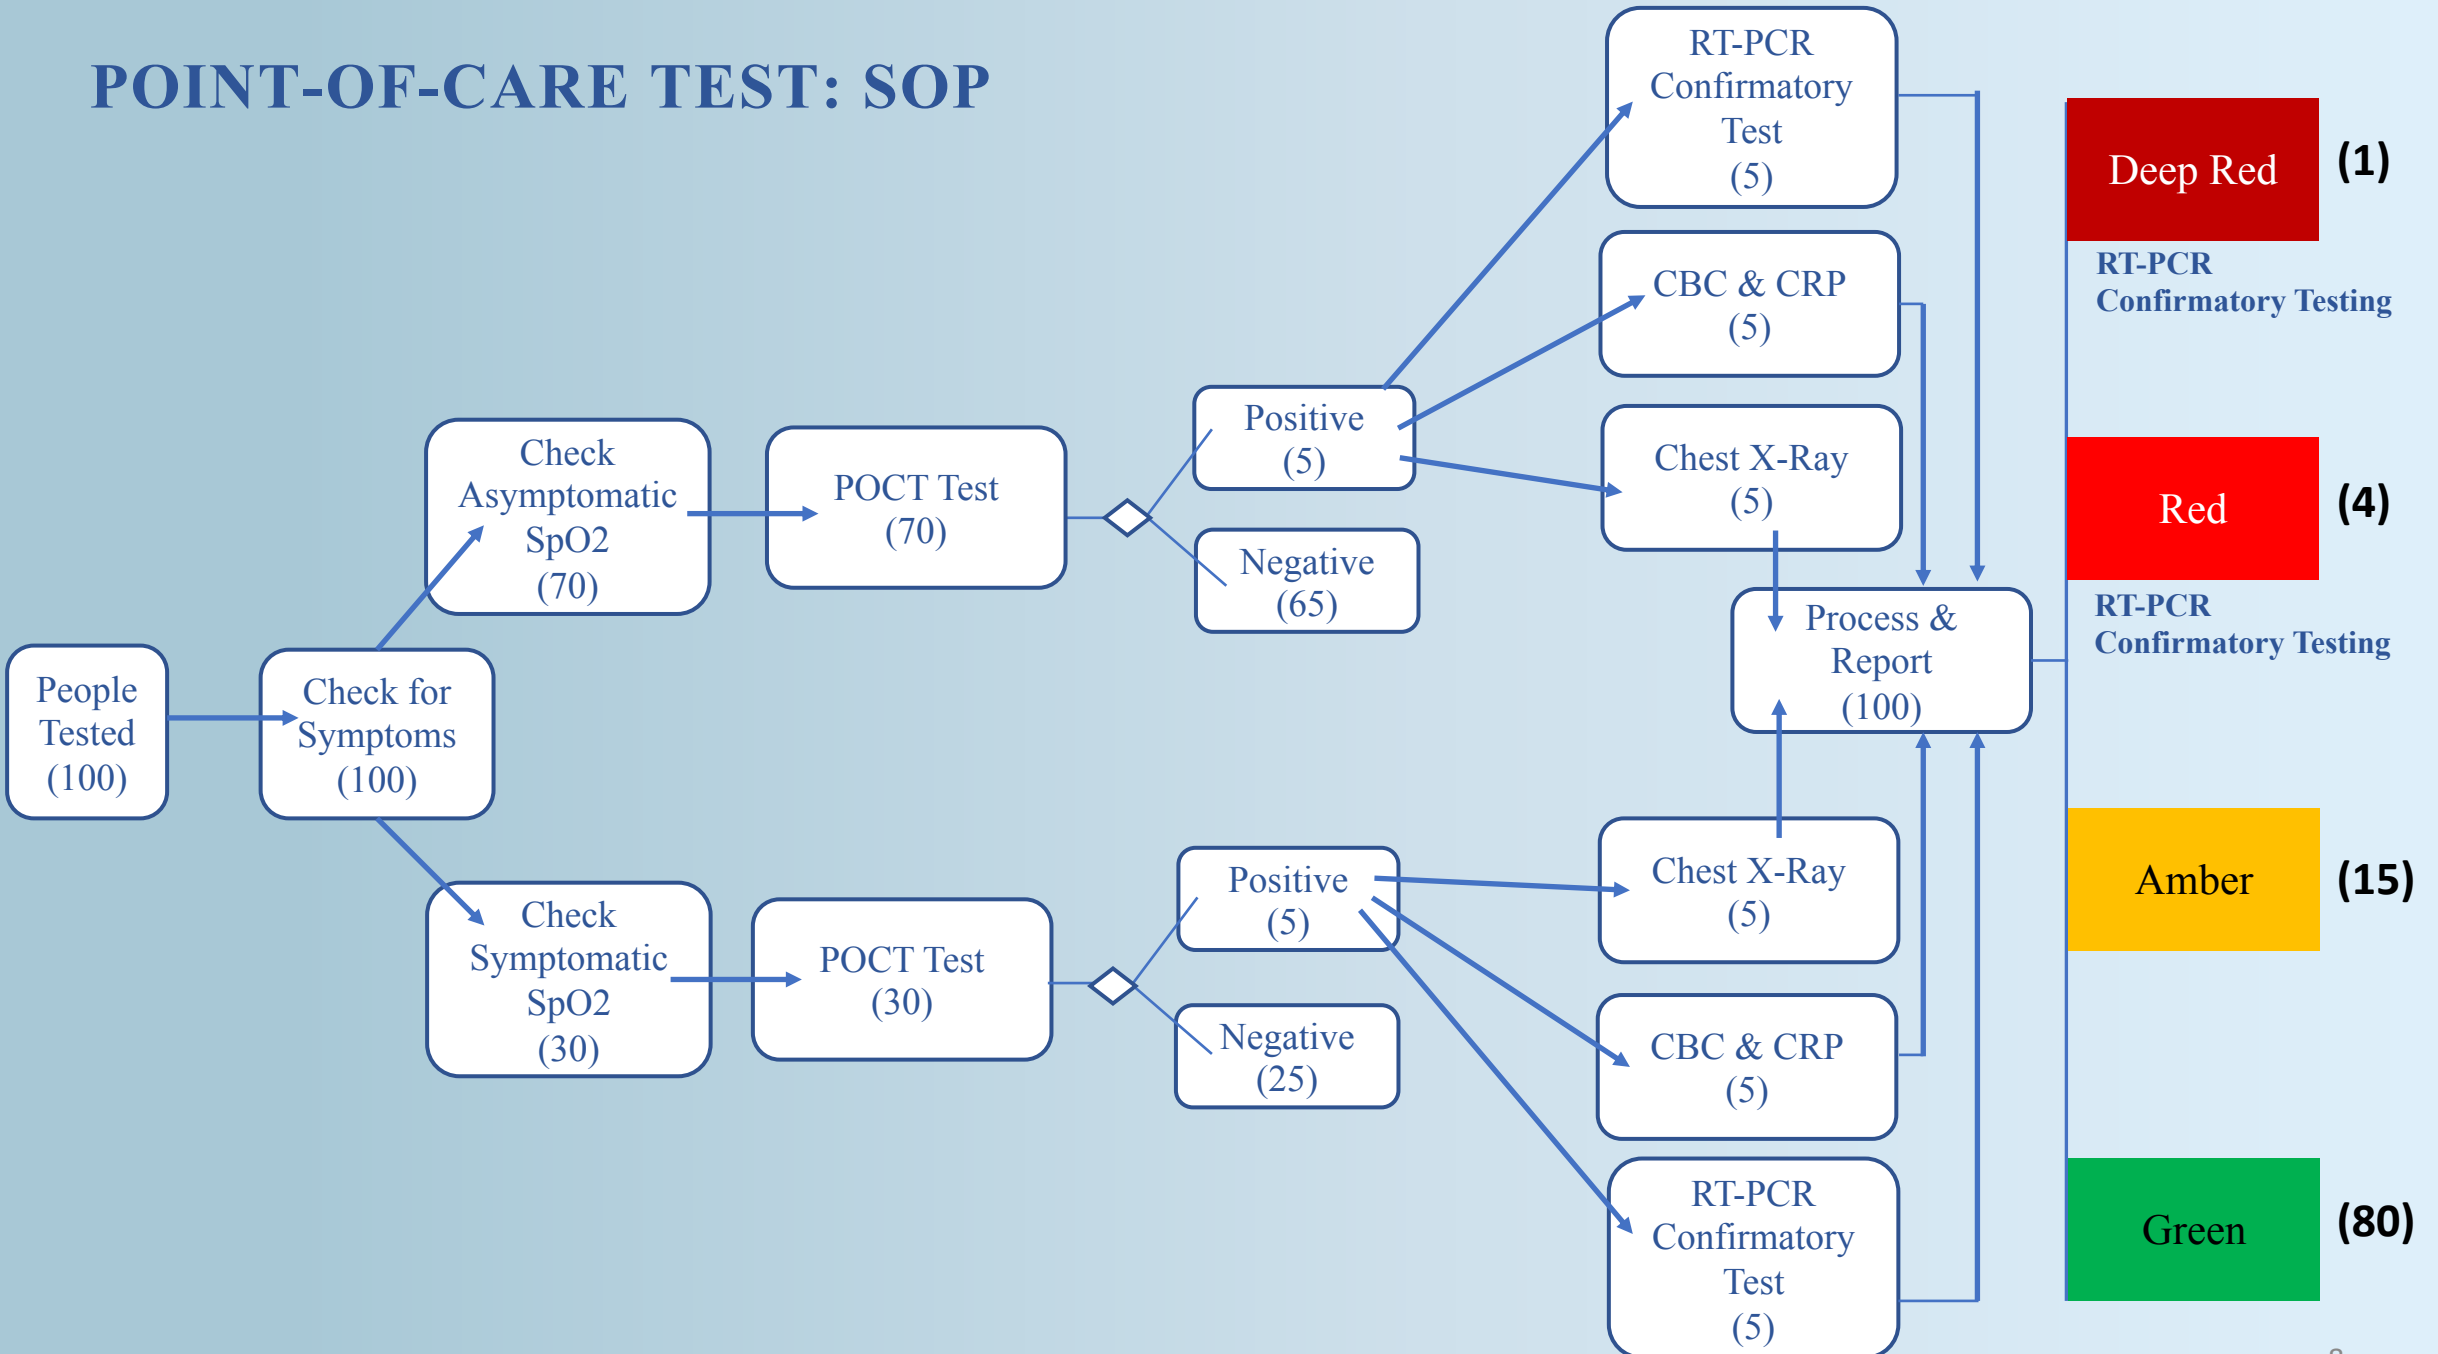 POINT-OF-CARE TEST: SOP
People
Tested
(100)
Check for
Symptoms
(100)
Check
Asymptomatic
SpO2
(70)
POCT Test
(70)
Positive
(5)
Negative
(65)
RT-PCR
Confirmatory
Test
(5)
CBC & CRP
(5)
Chest X-Ray
(5)
Check
Symptomatic
SpO2
(30)
POCT Test
(30)
Positive
(5)
Negative
(25)
Chest X-Ray
(5)
CBC & CRP
(5)
RT-PCR
Confirmatory
Test
(5)
Process &
Report
(100)
Deep Red
(1)
RT-PCR
Confirmatory Testing
Red
(4)
RT-PCR
Confirmatory Testing
Amber
(15)
Green
(80)